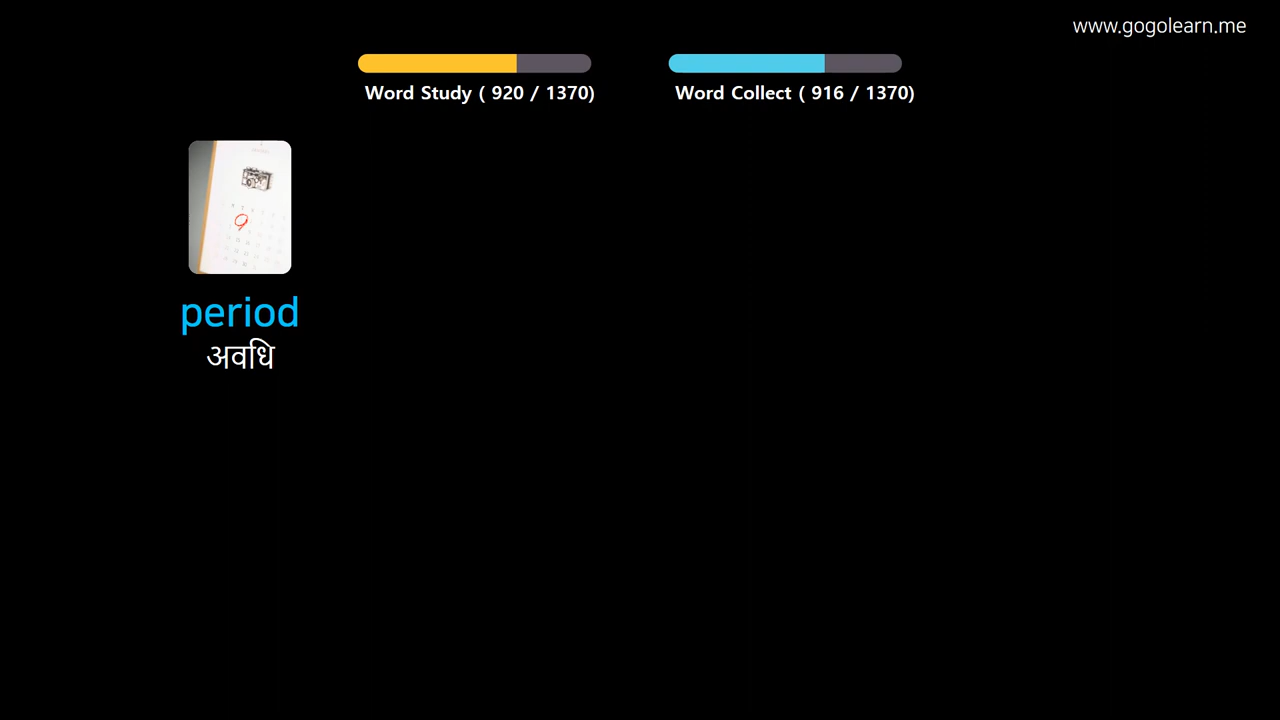 www.gogolearn.me
Word Study ( 920 / 1370)
Word Collect ( 916 / 1370)
period
अवधि